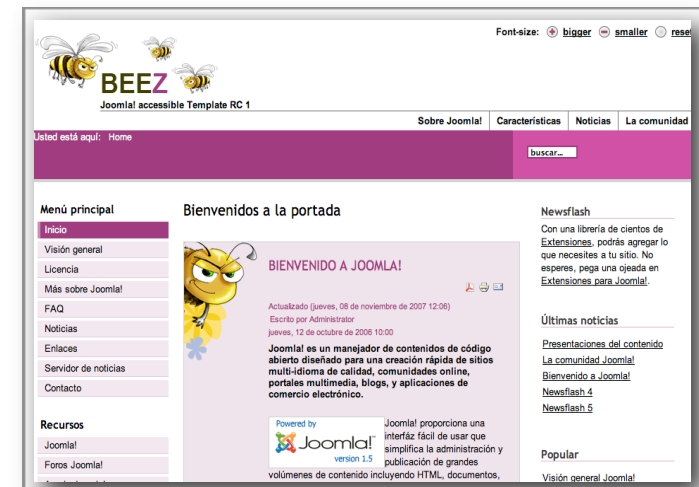 Font-size: bigger smaller reset
BEEZ
Joomla! accessible Template RC 1
Sobre Joomla! Características Noticias La comunidad
Usted está aquí: Home
buscar...
Menú principal
Inicio
Visión general
Licencia
Más sobre Joomla!
FAQ
Noticias
Enlaces
Servidor de noticias
Contacto
Recursos
Joomla!
Foros Joomla!
Bienvenidos a la portada
BIENVENIDO A JOOMLA!
Actualizado (jueves, 08 de noviembre de 2007 12:06)
Escrito por Administrator
jueves, 12 de octubre de 2006 10:00
Joomla! es un manejador de contenidos de código
abierto diseñado para una creación rápida de sitios
multi-idioma de calidad, comunidades online,
portales multimedia, blogs, y aplicaciones de
comercio electrónico.
Powered by
Joomla!
version 1.5
Joomla! proporciona una
interfáz fácil de usar que
simplifica la administración y
publicación de grandes
volúmenes de contenido incluyendo HTML, documentos,
Newsflash
Con una librería de cientos de
Extensiones, podrás agregar lo
que necesites a tu sitio. No
esperes, pega una ojeada en
Extensiones para Joomla!.
Últimas noticias
Presentaciones del contenido
La comunidad Joomla!
Bienvenido a Joomla!
Newsflash 4
Newsflash 5
Popular
Visión general Joomla!